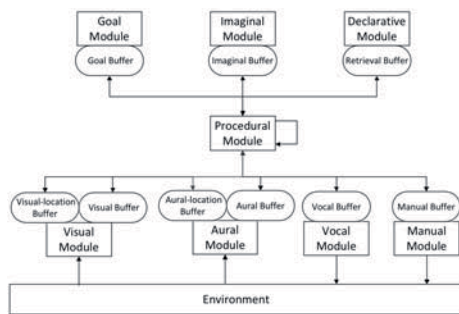 Goal
Module
Imaginal
Module
Declarative
Module
Goal Buffer
Imaginal Buffer
Retrieval Buffer
Procedural
Module
Visual-location
Buffer
Visual Buffer
Aural-location
Buffer
Aural Buffer
Vocal Buffer
Manual Buffer
Visual
Module
Aural
Module
Vocal
Module
Manual
Module
Environment